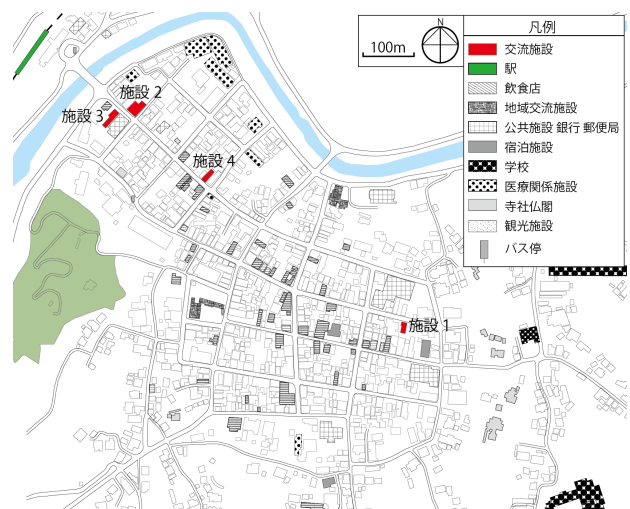 N
100m
凡例
交流施設
駅
飲食店
地域交流施設
公共施設 銀行 郵便局
宿泊施設
学校
医療関係施設
寺社仏閣
観光施設
バス停
施設 2
施設 3
施設 4
施設 1